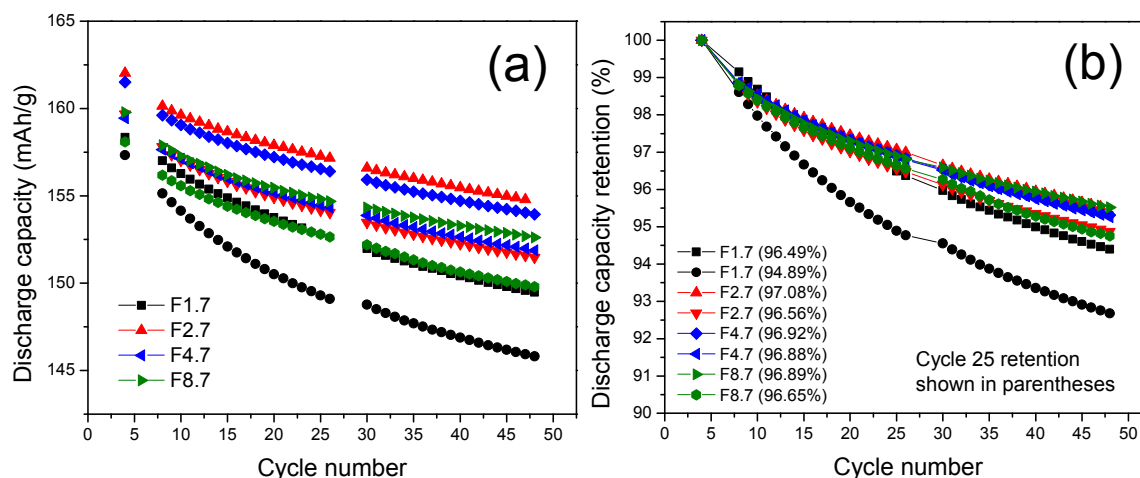 (a)
165
160
155
150
145
Discharge capacity (mAh/g)
F1.7
F2.7
F4.7
F8.7
0 5 10 15 20 25 30 35 40 45 50
Cycle number
(b)
100
99
98
97
96
95
94
93
92
91
90
Discharge capacity retention (%)
F1.7 (96.49%)
F1.7 (94.89%)
F2.7 (97.08%)
F2.7 (96.56%)
F4.7 (96.92%)
F4.7 (96.88%)
F8.7 (96.89%)
F8.7 (96.65%)
Cycle 25 retention
shown in parentheses
0 5 10 15 20 25 30 35 40 45 50
Cycle number